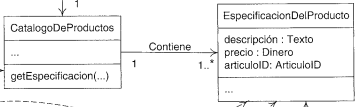 1
CatalogoDeProductos
...
getEspecificacion(...)
Contiene
1
1..*
EspecificacionDelProducto
descripción : Texto
precio : Dinero
articuloID: ArticuloID
...